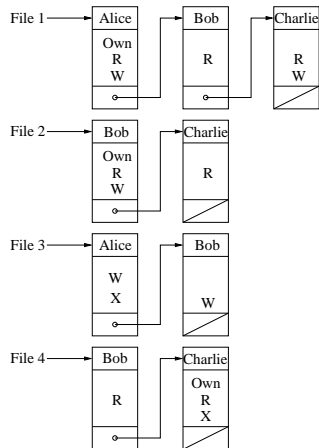 File 1 Alice Bob Charlie
Own
R R R
W W
File 2 Bob Charlie
Own
R R
W
File 3 Alice Bob
W
X W
File 4 Bob Charlie
Own
R R
X